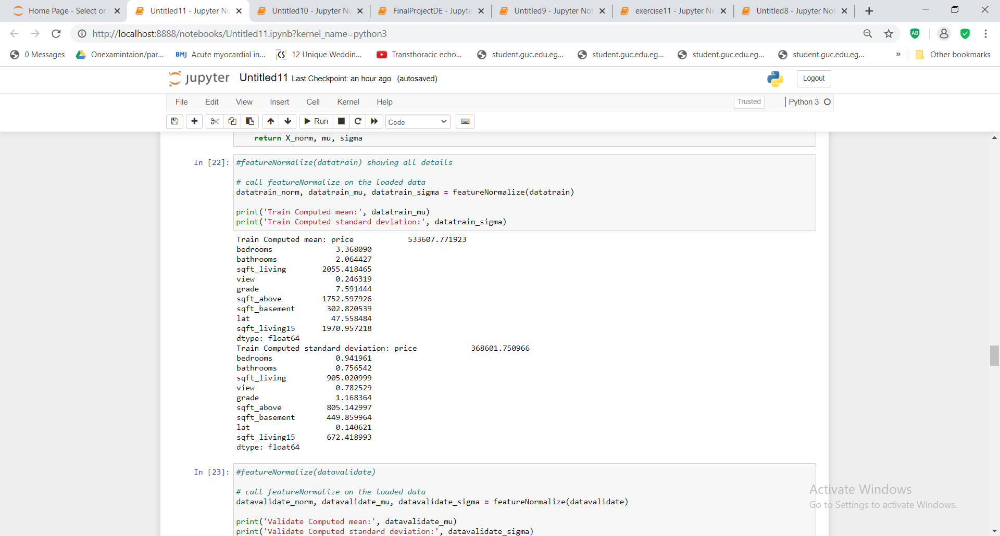 Home Page - Select or
Untitled11 - Jupyter No
Untitled10 - Jupyter No
FinalProjectDE - Jupyte
Untitled9 - Jupyter Not
exercise11 - Jupyter No
Untitled8 - Jupyter Not
http://localhost:8888/notebooks/Untitled11.ipynb?kernel_name=python3
AB
0 Messages
Onexamintaion/par...
BMJ Acute myocardial in...
CS 12 Unique Weddin...
Transthoracic echo...
student.guc.edu.eg...
student.guc.edu.eg...
student.guc.edu.eg...
student.guc.edu.eg...
»
Other bookmarks
jupyter Untitled11 Last Checkpoint: an hour ago (autosaved)
Logout
File Edit View Insert Cell Kernel Help
Trusted
Python 3
Run
Code
return X_norm, mu, sigma
In [22]: #featureNormalize(datatrain) showing all details
# call featureNormalize on the loaded data
datatrain_norm, datatrain_mu, datatrain_sigma = featureNormalize(datatrain)
print('Train Computed mean:', datatrain_mu)
print('Train Computed standard deviation:', datatrain_sigma)
Train Computed mean: price 533607.771923
bedrooms 3.368090
bathrooms 2.064427
sqft_living 2055.418465
view 0.246319
grade 7.591444
sqft_above 1752.597926
sqft_basement 302.820539
lat 47.558484
sqft_living15 1970.957218
dtype: float64
Train Computed standard deviation: price 368601.750966
bedrooms 0.941961
bathrooms 0.756542
sqft_living 905.020999
view 0.782529
grade 1.168364
sqft_above 805.142997
sqft_basement 449.859964
lat 0.140621
sqft_living15 672.418993
dtype: float64
In [23]: #featureNormalize(datavalidate)
# call featureNormalize on the loaded data
datavalidate_norm, datavalidate_mu, datavalidate_sigma = featureNormalize(datavalidate)
print('Validate Computed mean:', datavalidate_mu)
print('Validate Computed standard deviation:', datavalidate_sigma)
Activate Windows
Go to Settings to activate Windows.